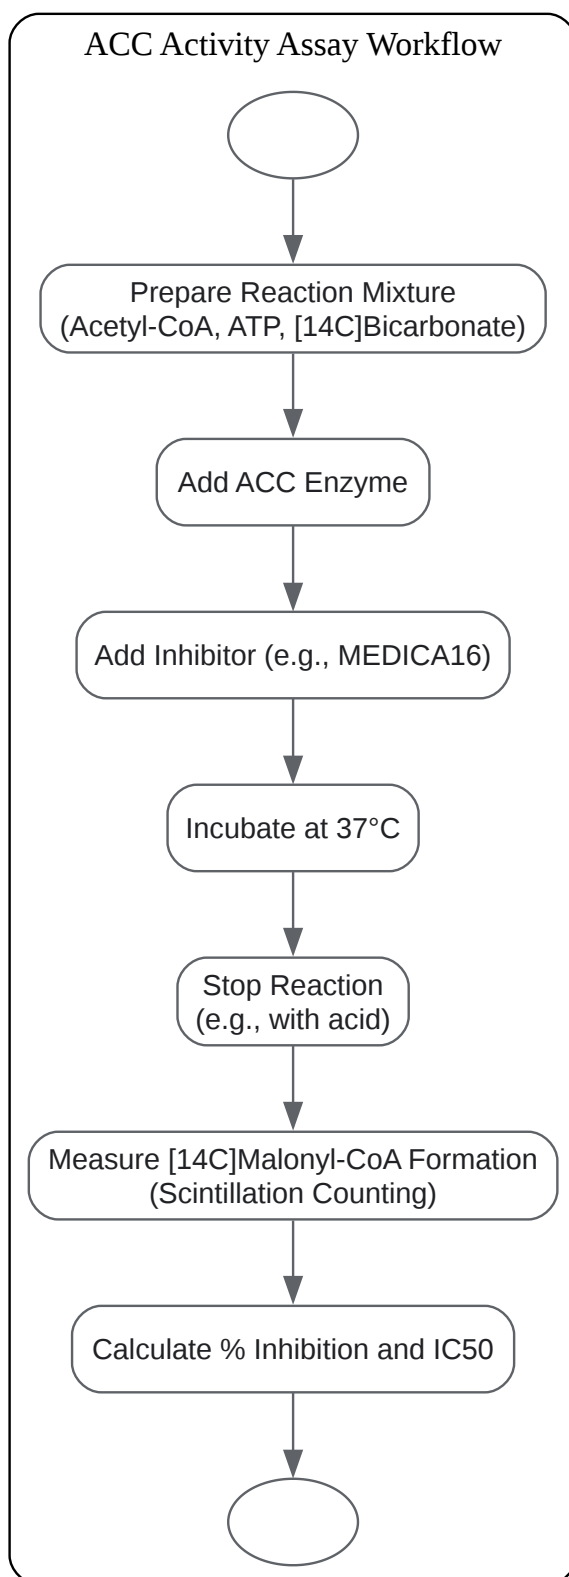 ACC Activity Assay Workflow
Prepare Reaction Mixture
(Acetyl-CoA, ATP, [14C]Bicarbonate)
Add ACC Enzyme
Add Inhibitor (e.g., MEDICA16)
Incubate at 37°C
Stop Reaction
(e.g., with acid)
Measure [14C]Malonyl-CoA Formation
(Scintillation Counting)
Calculate % Inhibition and IC50